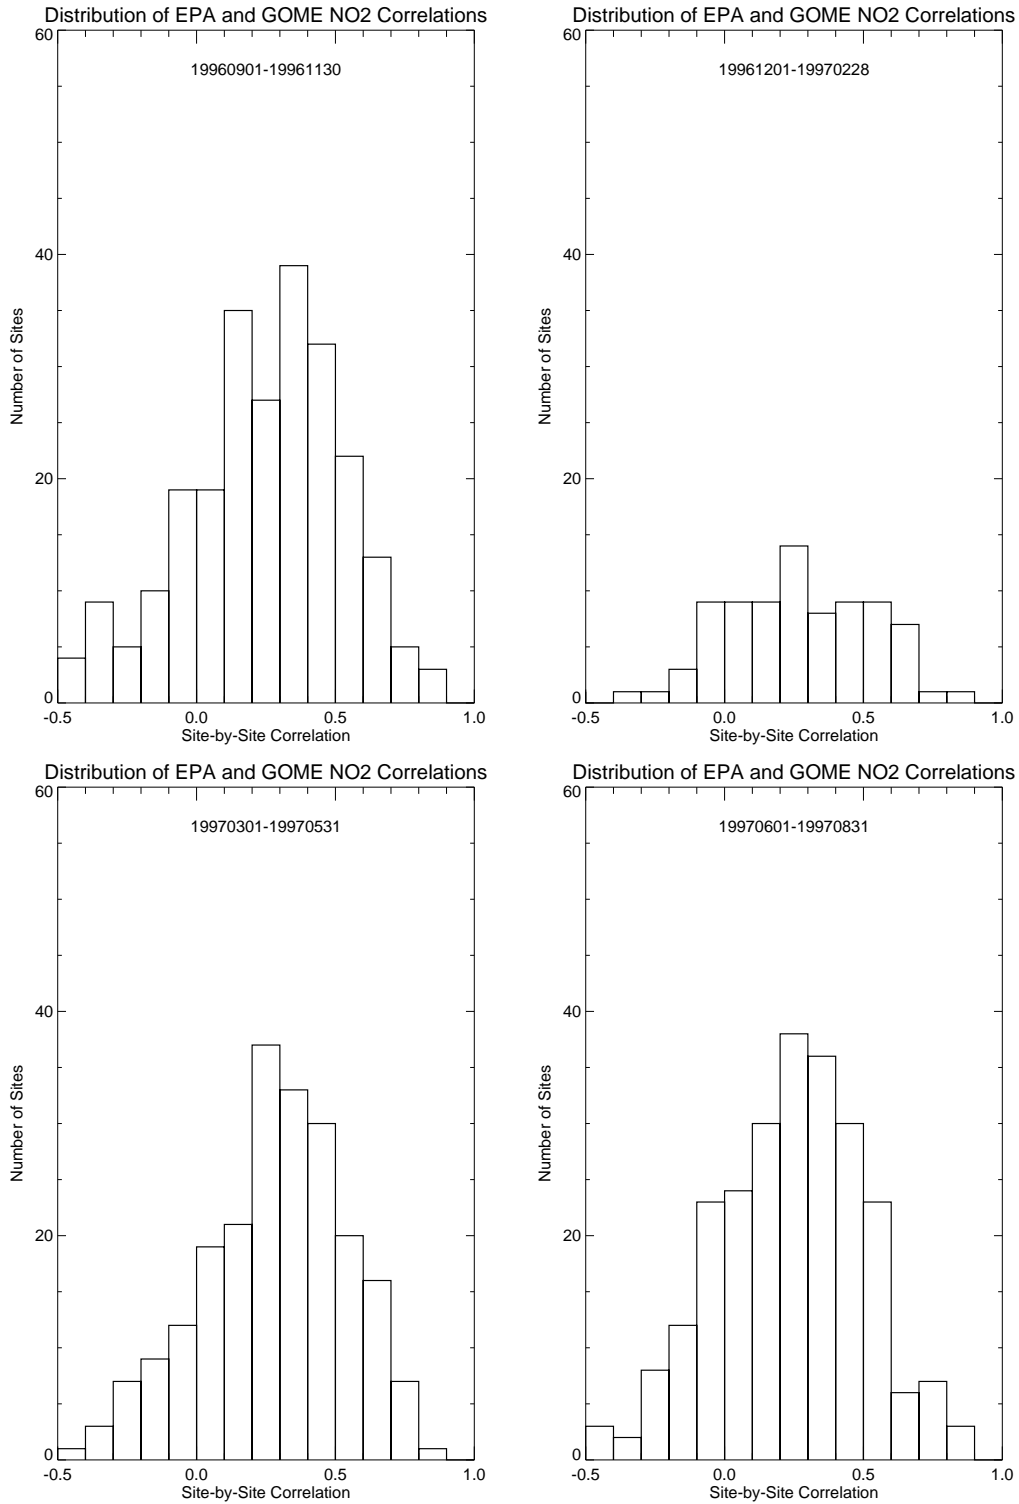 Distribution of EPA and GOME NO2 Correlations
60
19960901-19961130
40
Number of Sites
20
0
-0.5 0.0 0.5 1.0
Site-by-Site Correlation
Distribution of EPA and GOME NO2 Correlations
60
19961201-19970228
40
Number of Sites
20
0
-0.5 0.0 0.5 1.0
Site-by-Site Correlation
Distribution of EPA and GOME NO2 Correlations
60
19970301-19970531
40
Number of Sites
20
0
-0.5 0.0 0.5 1.0
Site-by-Site Correlation
Distribution of EPA and GOME NO2 Correlations
60
19970601-19970831
40
Number of Sites
20
0
-0.5 0.0 0.5 1.0
Site-by-Site Correlation